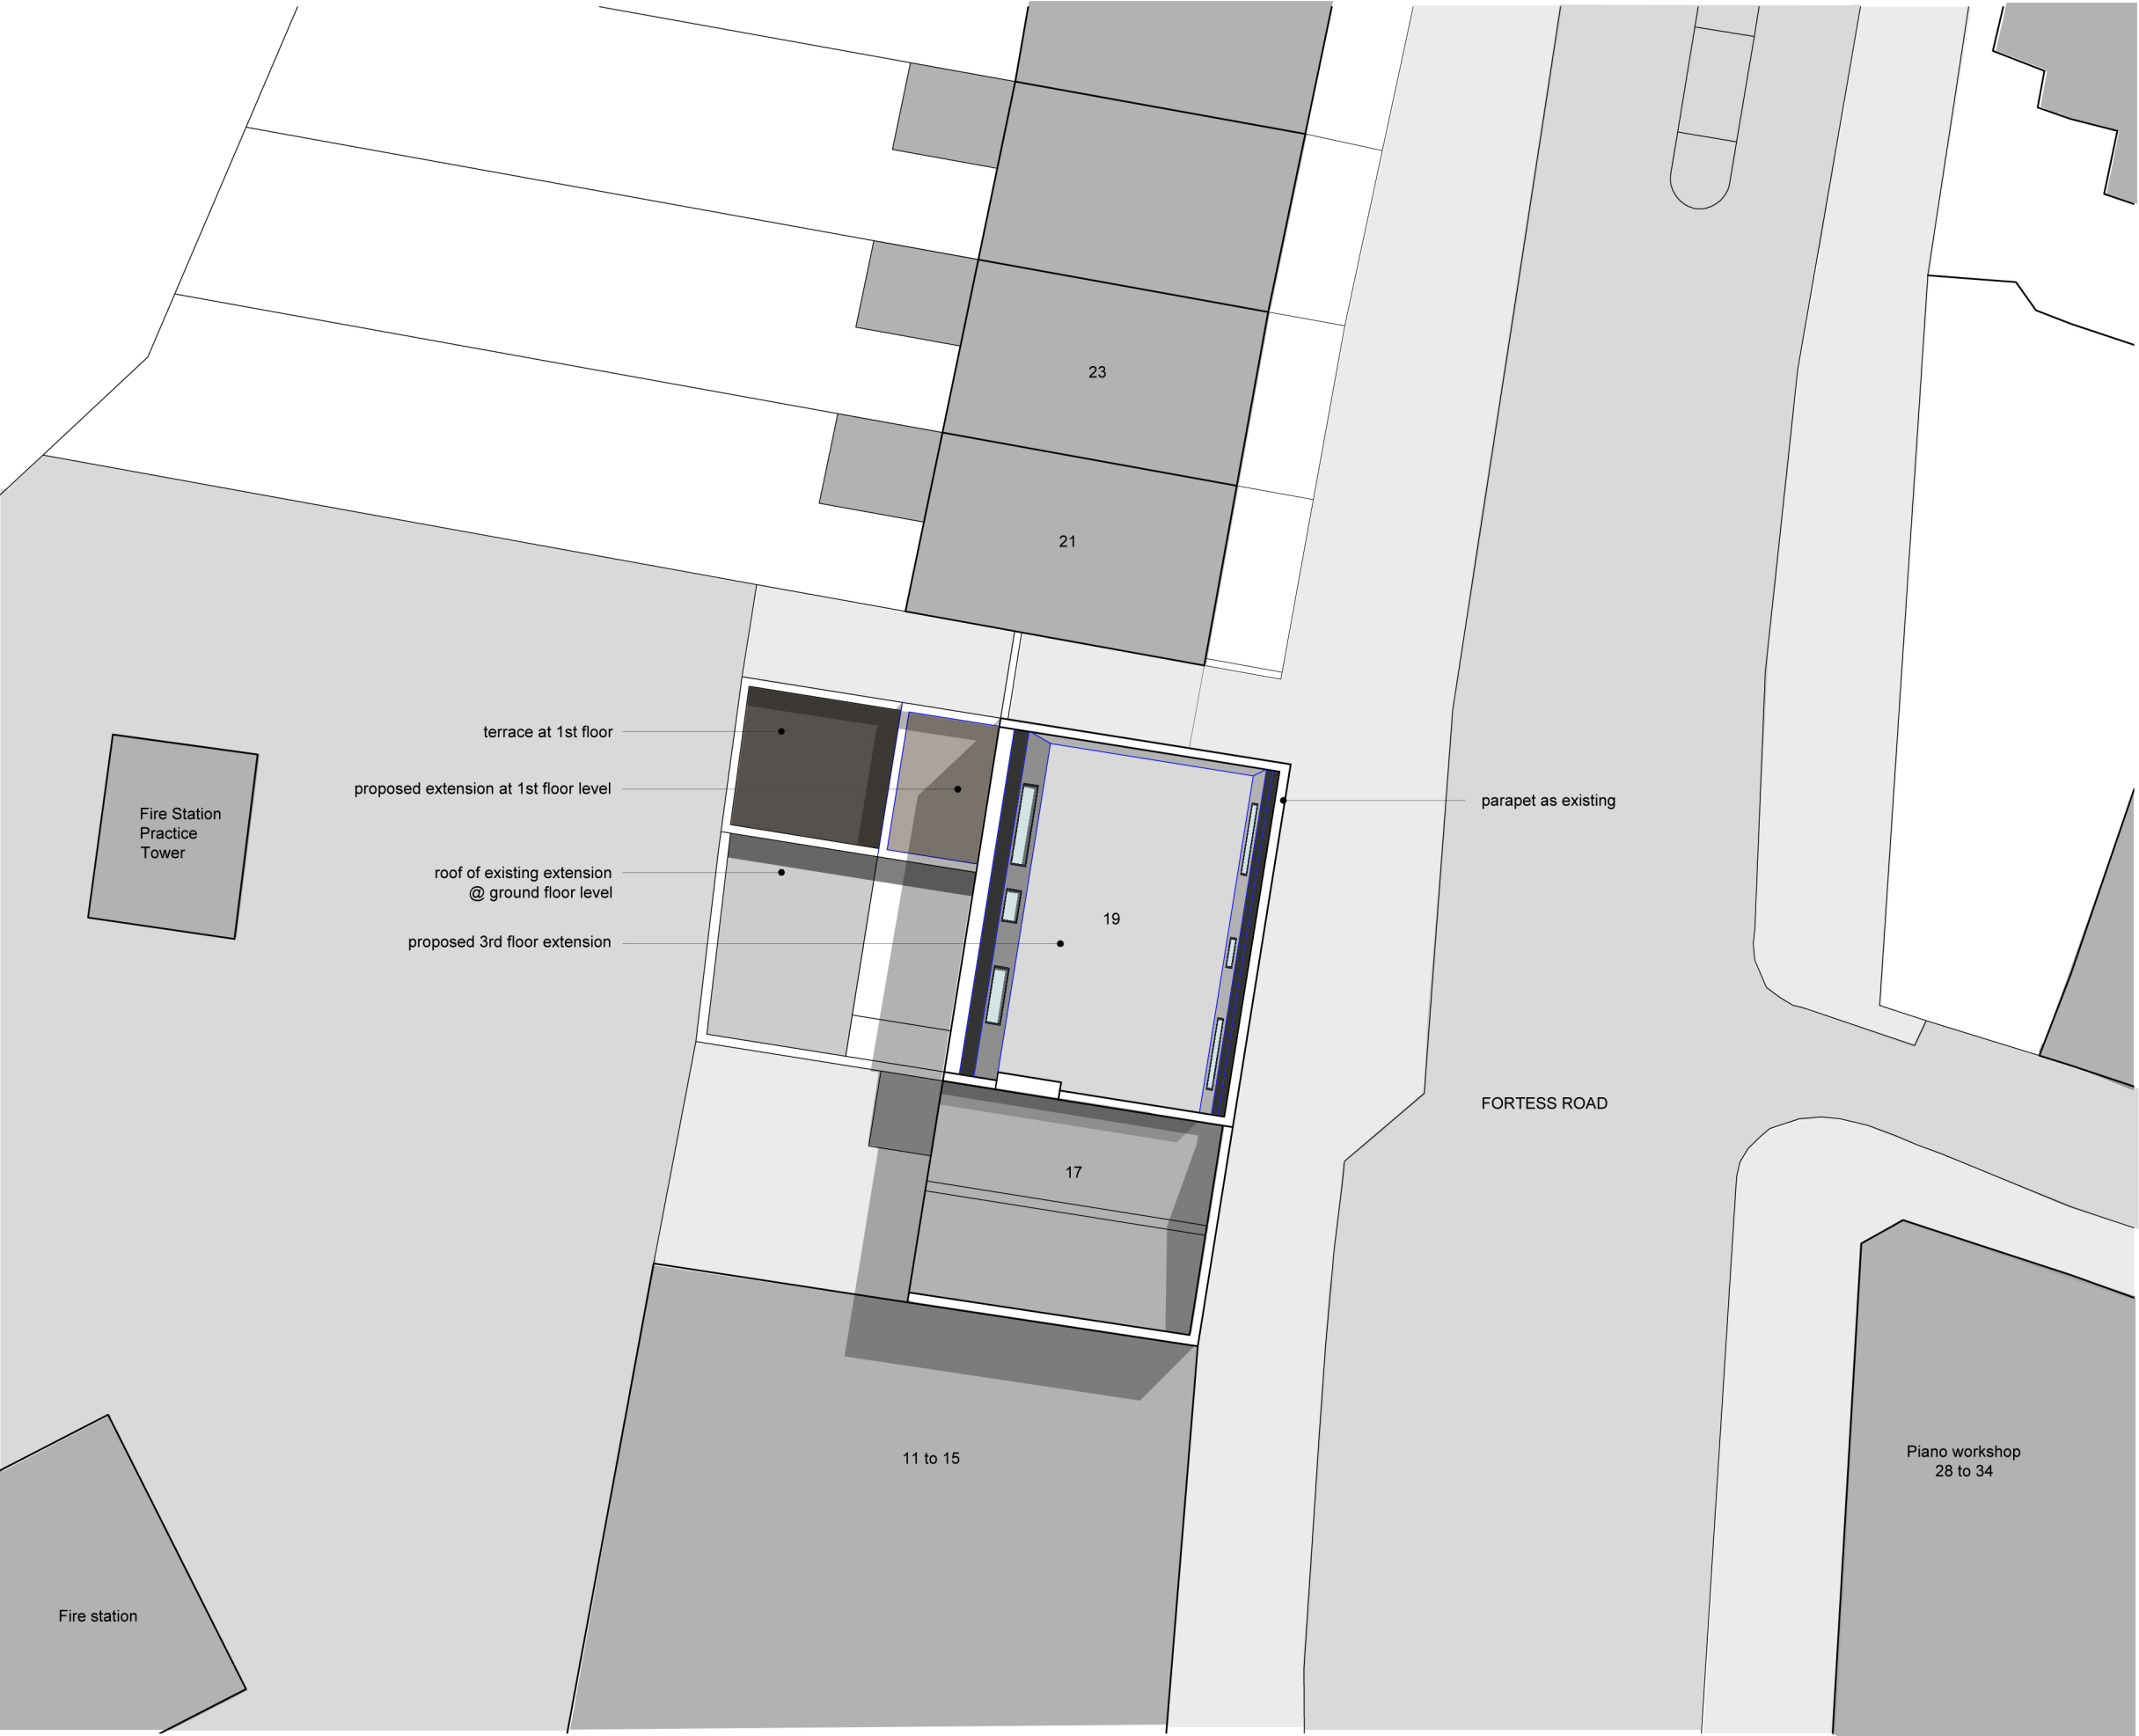 23
21
terrace at 1st floor
proposed extension at 1st floor level
parapet as existing
Fire Station
Practice
Tower
roof of existing extension
@ ground floor level
19
proposed 3rd floor extension
FORTESS ROAD
17
11 to 15
Piano workshop
28 to 34
Fire station